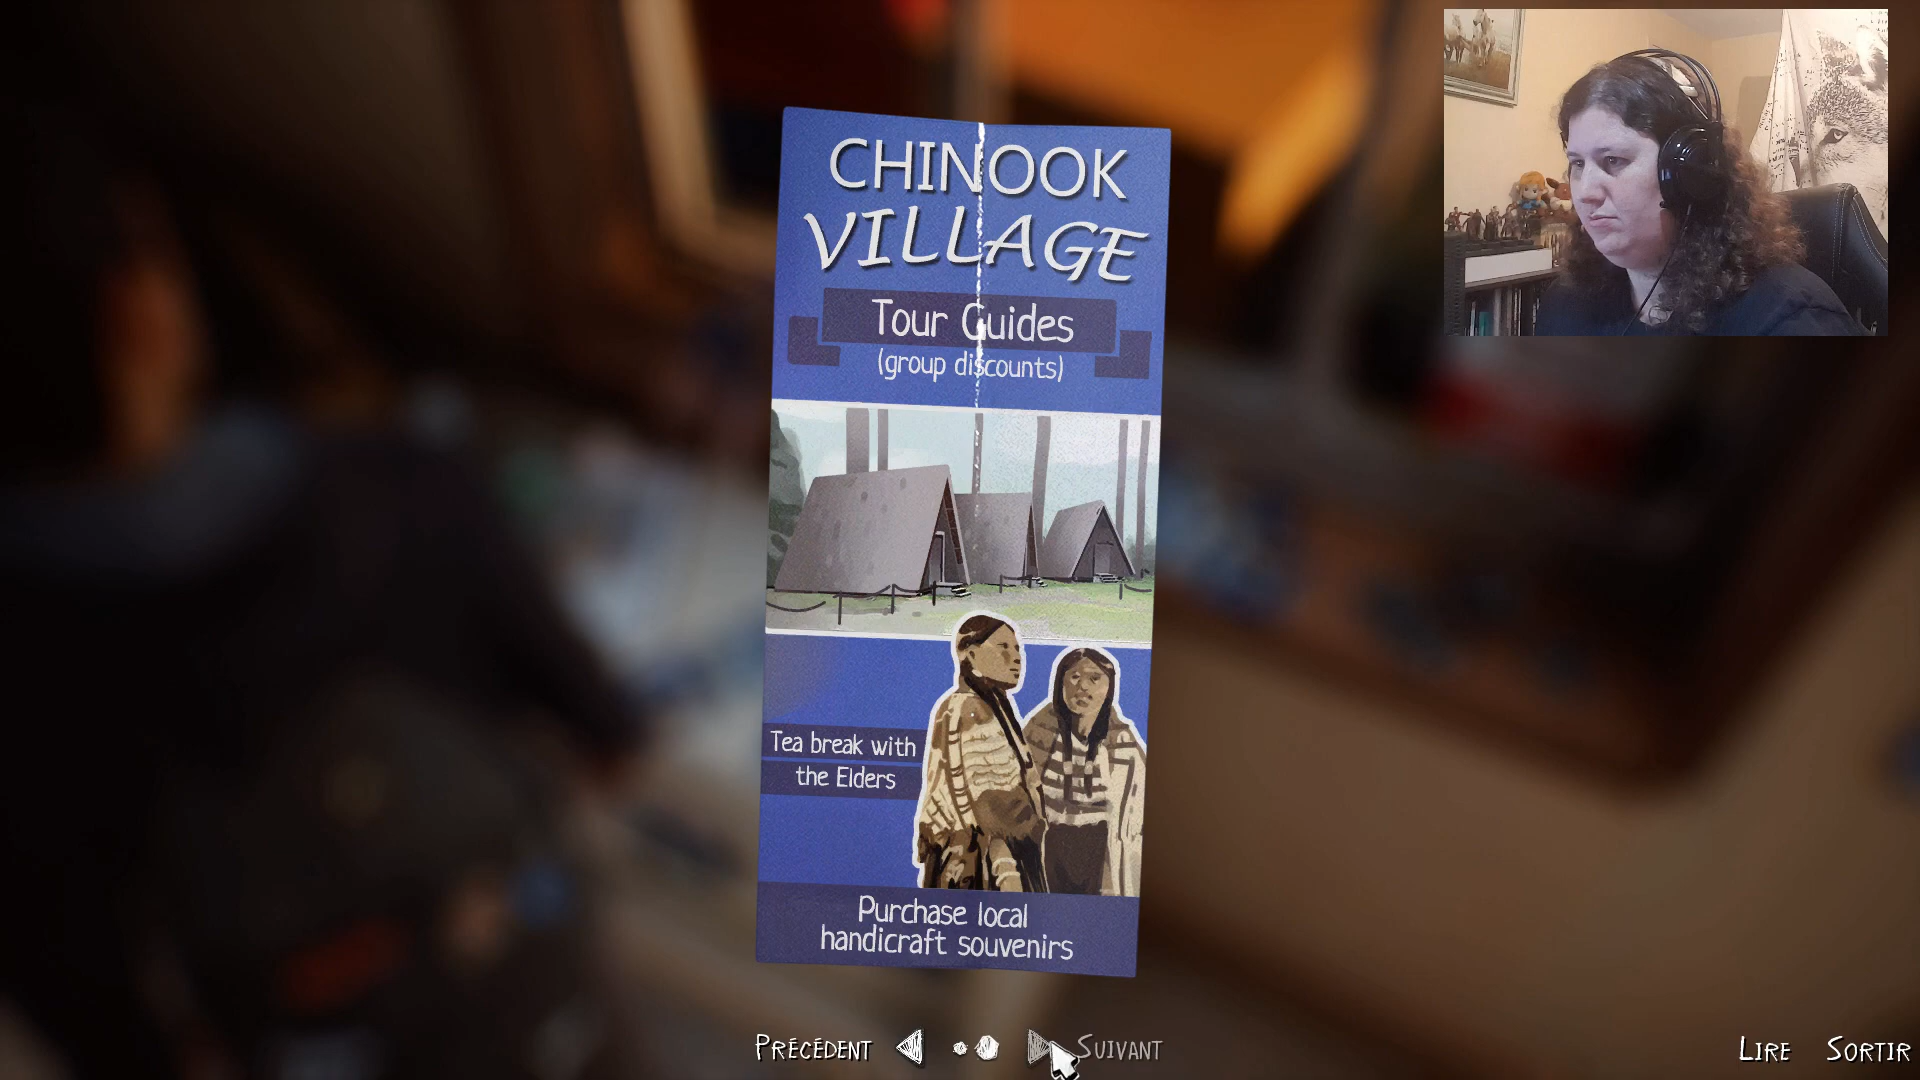 CHINOOK
VILLAGE
Tour Guides
(group discounts)
Tea break with
the Elders
Purchase local
handicraft souvenirs
PRÉCÉDENT
SUIVANT
LIRE
SORTIR